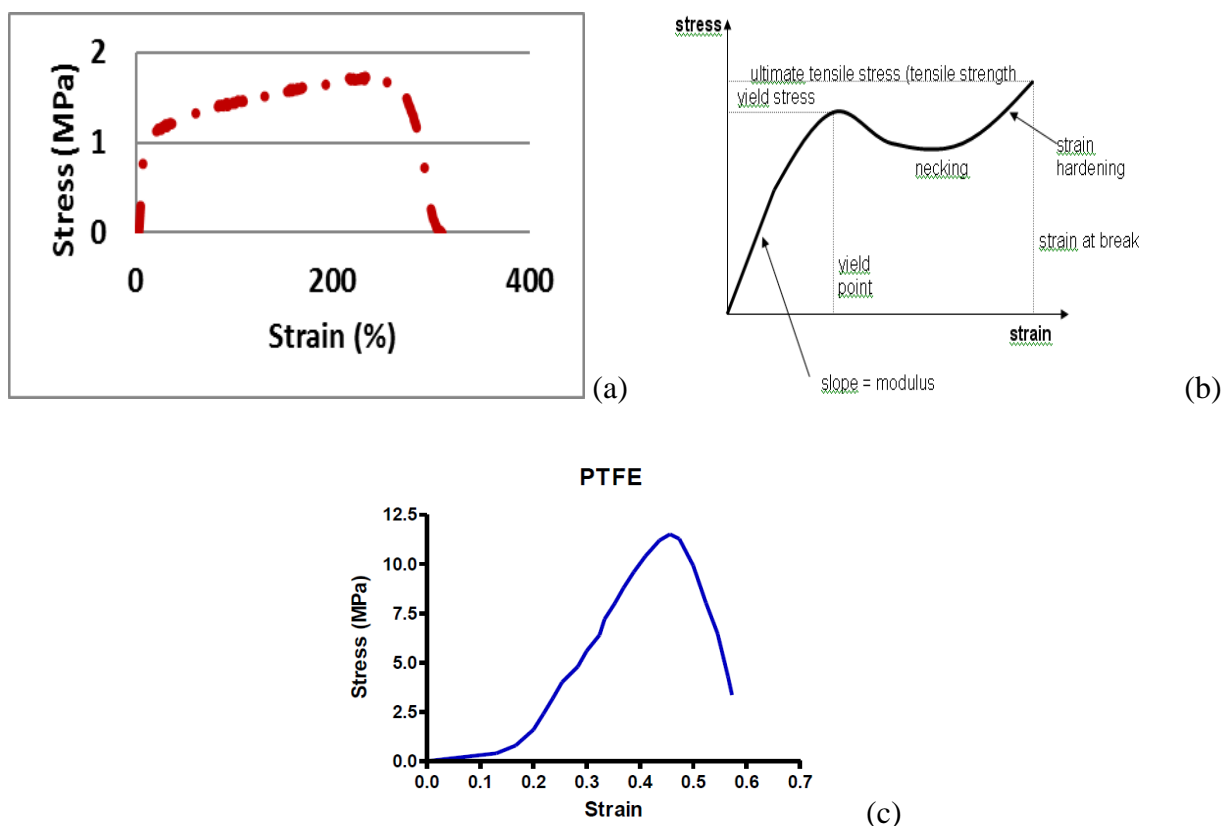 2
1
0
Stress (MPa)
0
200
400
Strain (%)
(a)
stress
ultimate tensile stress (tensile strength
yield stress
necking
strain
hardening
strain at break
yield
point
strain
slope = modulus
(b)
PTFE
12.5
10.0
7.5
5.0
2.5
0.0
Stress (MPa)
0.0 0.1 0.2 0.3 0.4 0.5 0.6 0.7
Strain
(c)